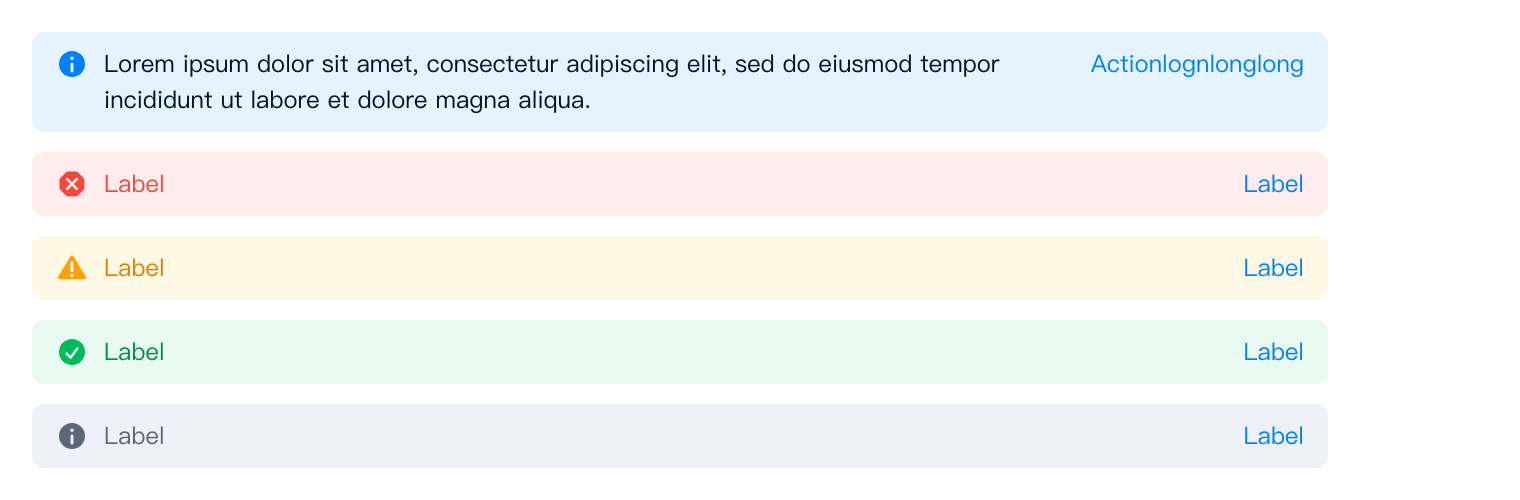 Lorem ipsum dolor sit amet, consectetur adipiscing elit, sed do eiusmod tempor
incididunt ut labore et dolore magna aliqua.
Actionlognlonglong
Label
Label
Label
Label
Label
Label
Label
Label